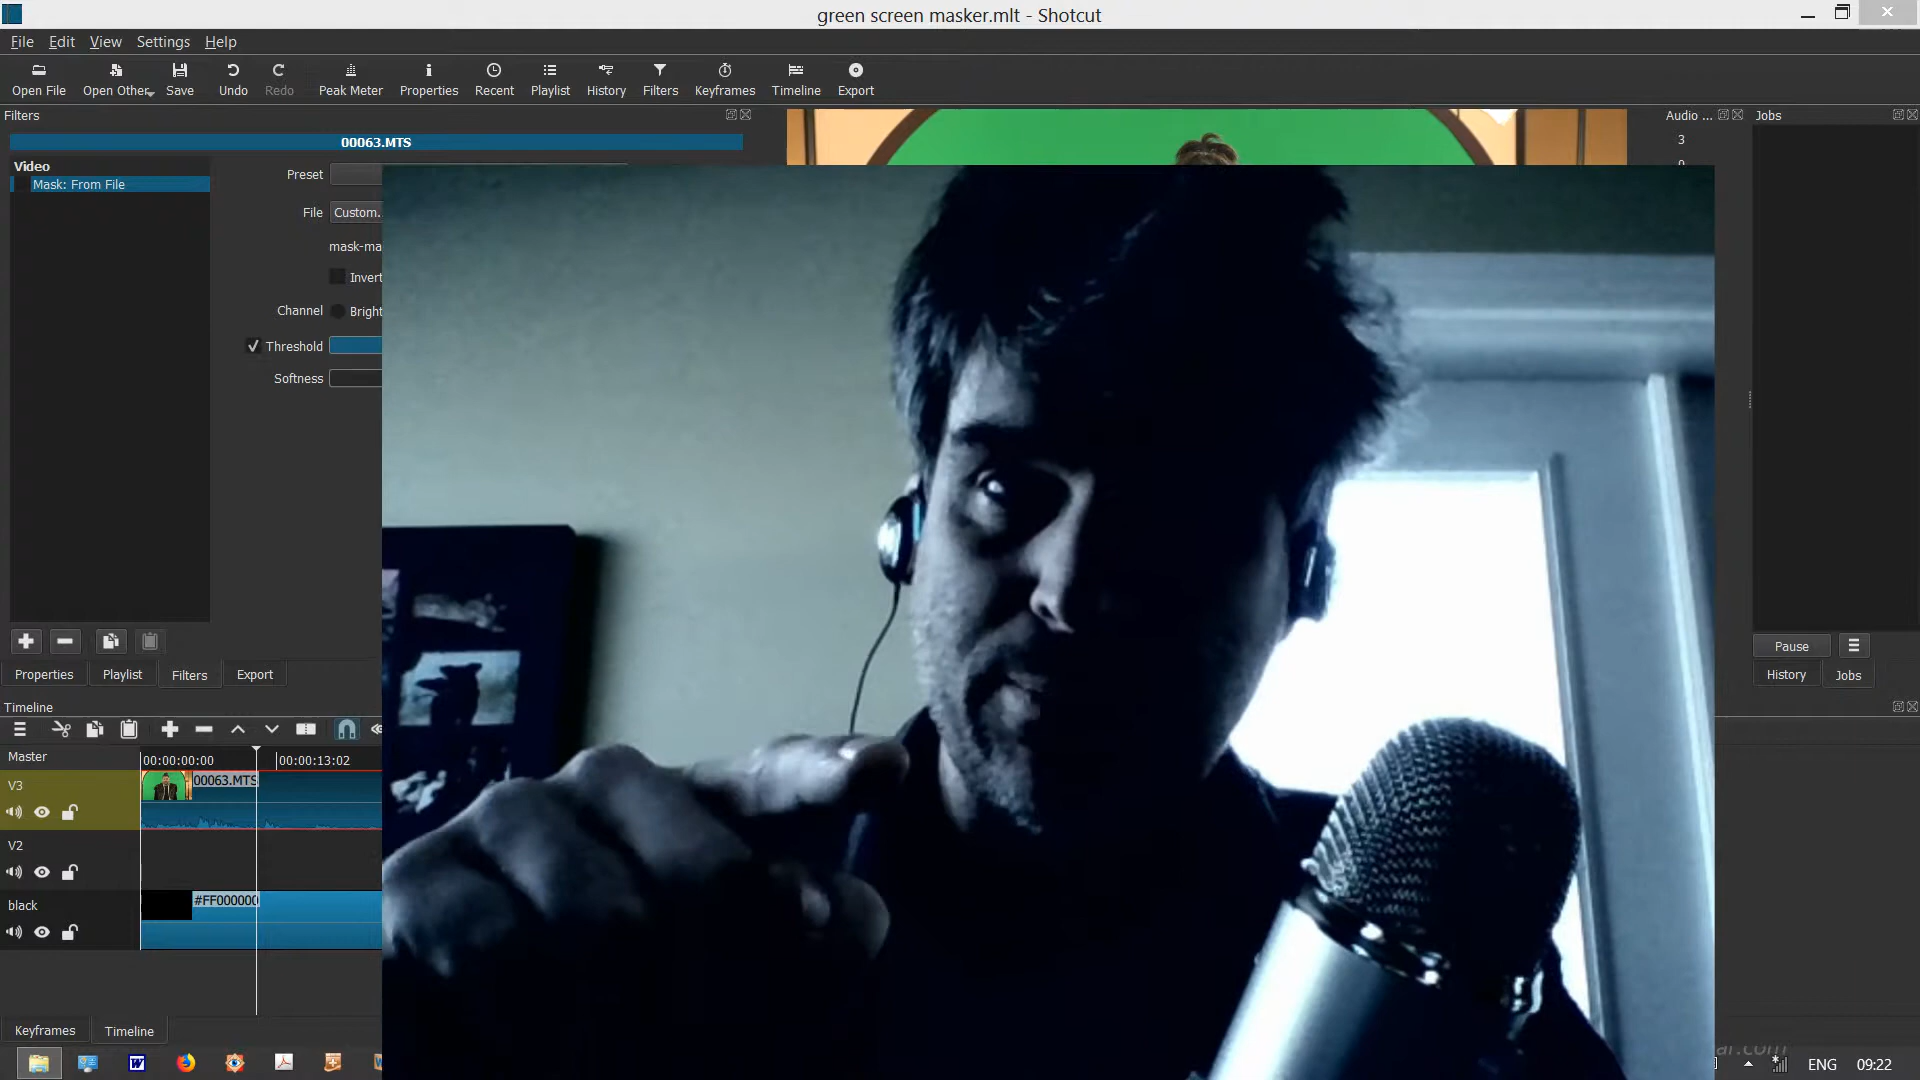 green screen masker.mlt - Shotcut
File Edit View Settings Help
Open File Open Other Save Undo Redo Peak Meter Properties Recent Playlist History Filters Keyframes Timeline Export
Filters
Audio ...
Jobs
00063.MTS
3
0
Video
Mask: From File
Preset
File Custom.
mask-ma
Invert
Channel Bright
Threshold
Softness
Pause
Properties Playlist Filters Export
History Jobs
Timeline
Master
00:00:00:00 00:00:13:02
V3
00063.MTS
V2
black
#FF000000
Keyframes Timeline
ar.com
ENG 09:22